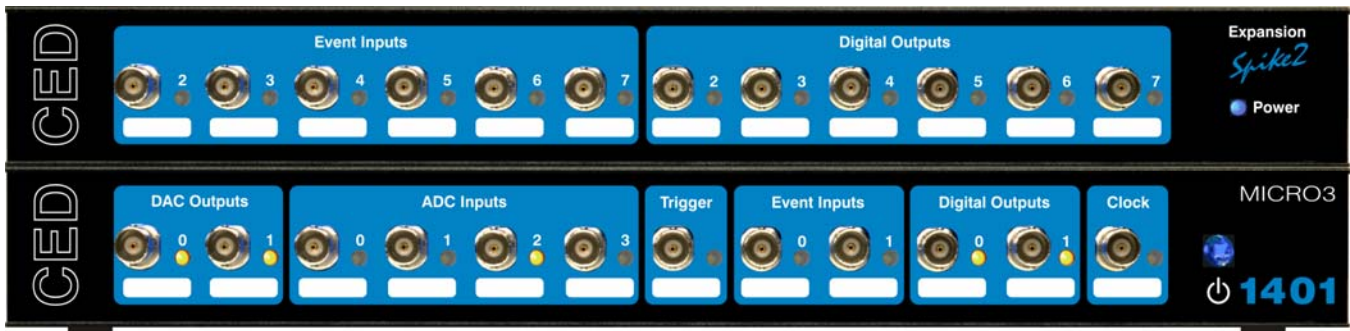 CED
Event Inputs
Digital Outputs
Expansion
Spike2
2 3 4 5 6 7
2 3 4 5 6 7
Power
CED
DAC Outputs
ADC Inputs
Trigger
Event Inputs
Digital Outputs
Clock
MICRO3
0 1
0 1 2 3
0 1
0 1
1401